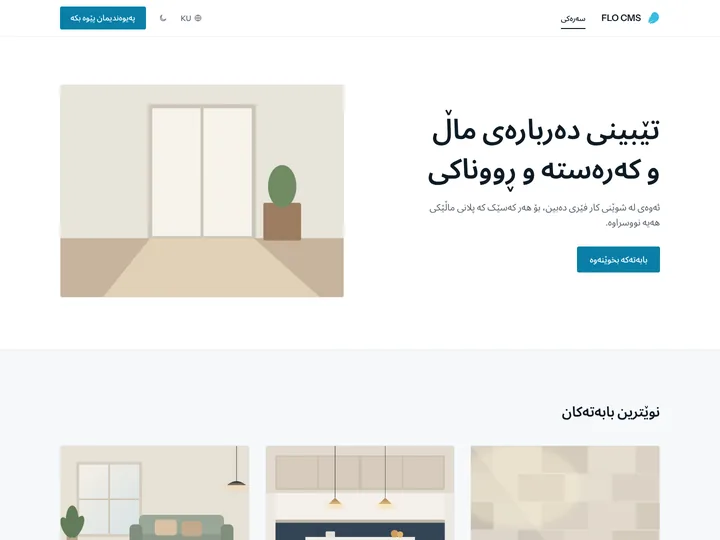 FLO CMS
سەرەکی
KU
پەیوەندیمان پێوە بکە
تێبینی دەربارەی ماڵ
و کەرەستە و ڕووناکی
ئەوەی لە شوێنی کار فێری دەبین، بۆ هەر کەسێک کە پلانی ماڵێکی
هەیە نووسراوە.
بابەتەکە بخوێنەوە
نوێترین بابەتەکان